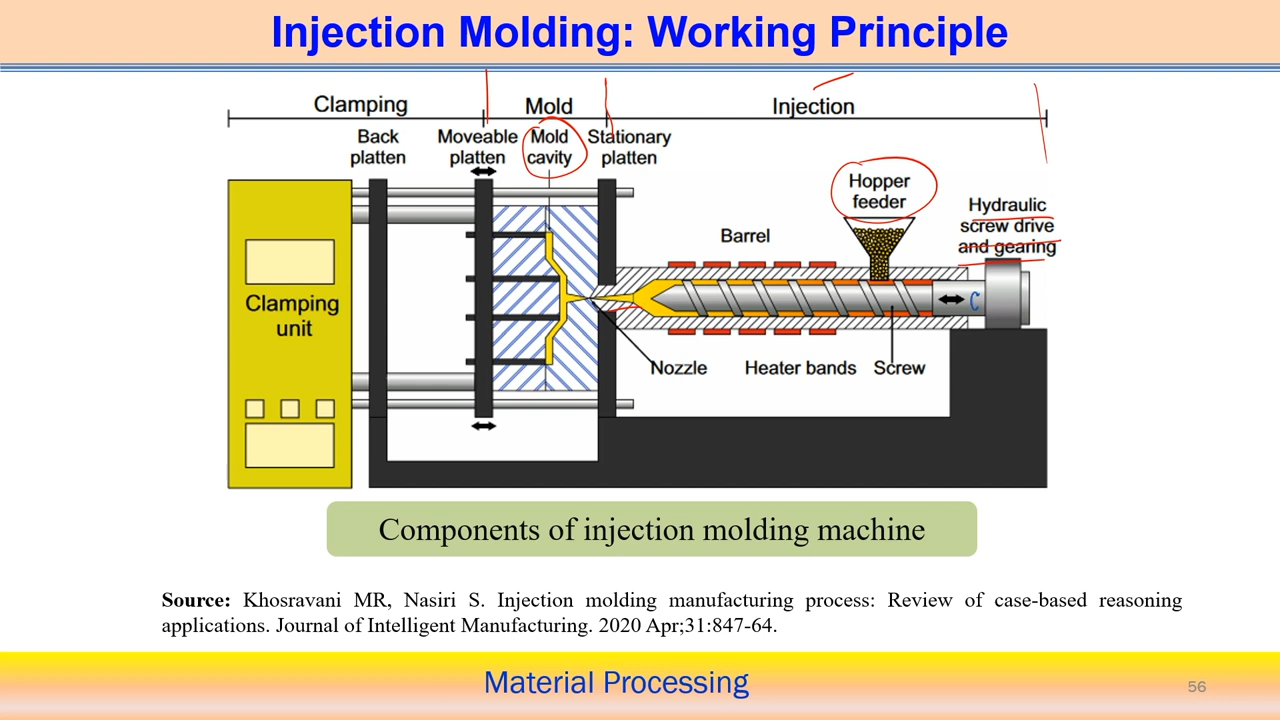 Injection Molding: Working Principle
Clamping
Mold
Injection
Back
platten
Moveable
platten
Mold
cavity
Stationary
platten
Hopper
feeder
Hydraulic
screw drive
and gearing
Barrel
Clamping
unit
Nozzle
Heater bands
Screw
Components of injection molding machine
Source: Khosravani MR, Nasiri S. Injection molding manufacturing process: Review of case-based reasoning
applications. Journal of Intelligent Manufacturing. 2020 Apr;31:847-64.
Material Processing
56